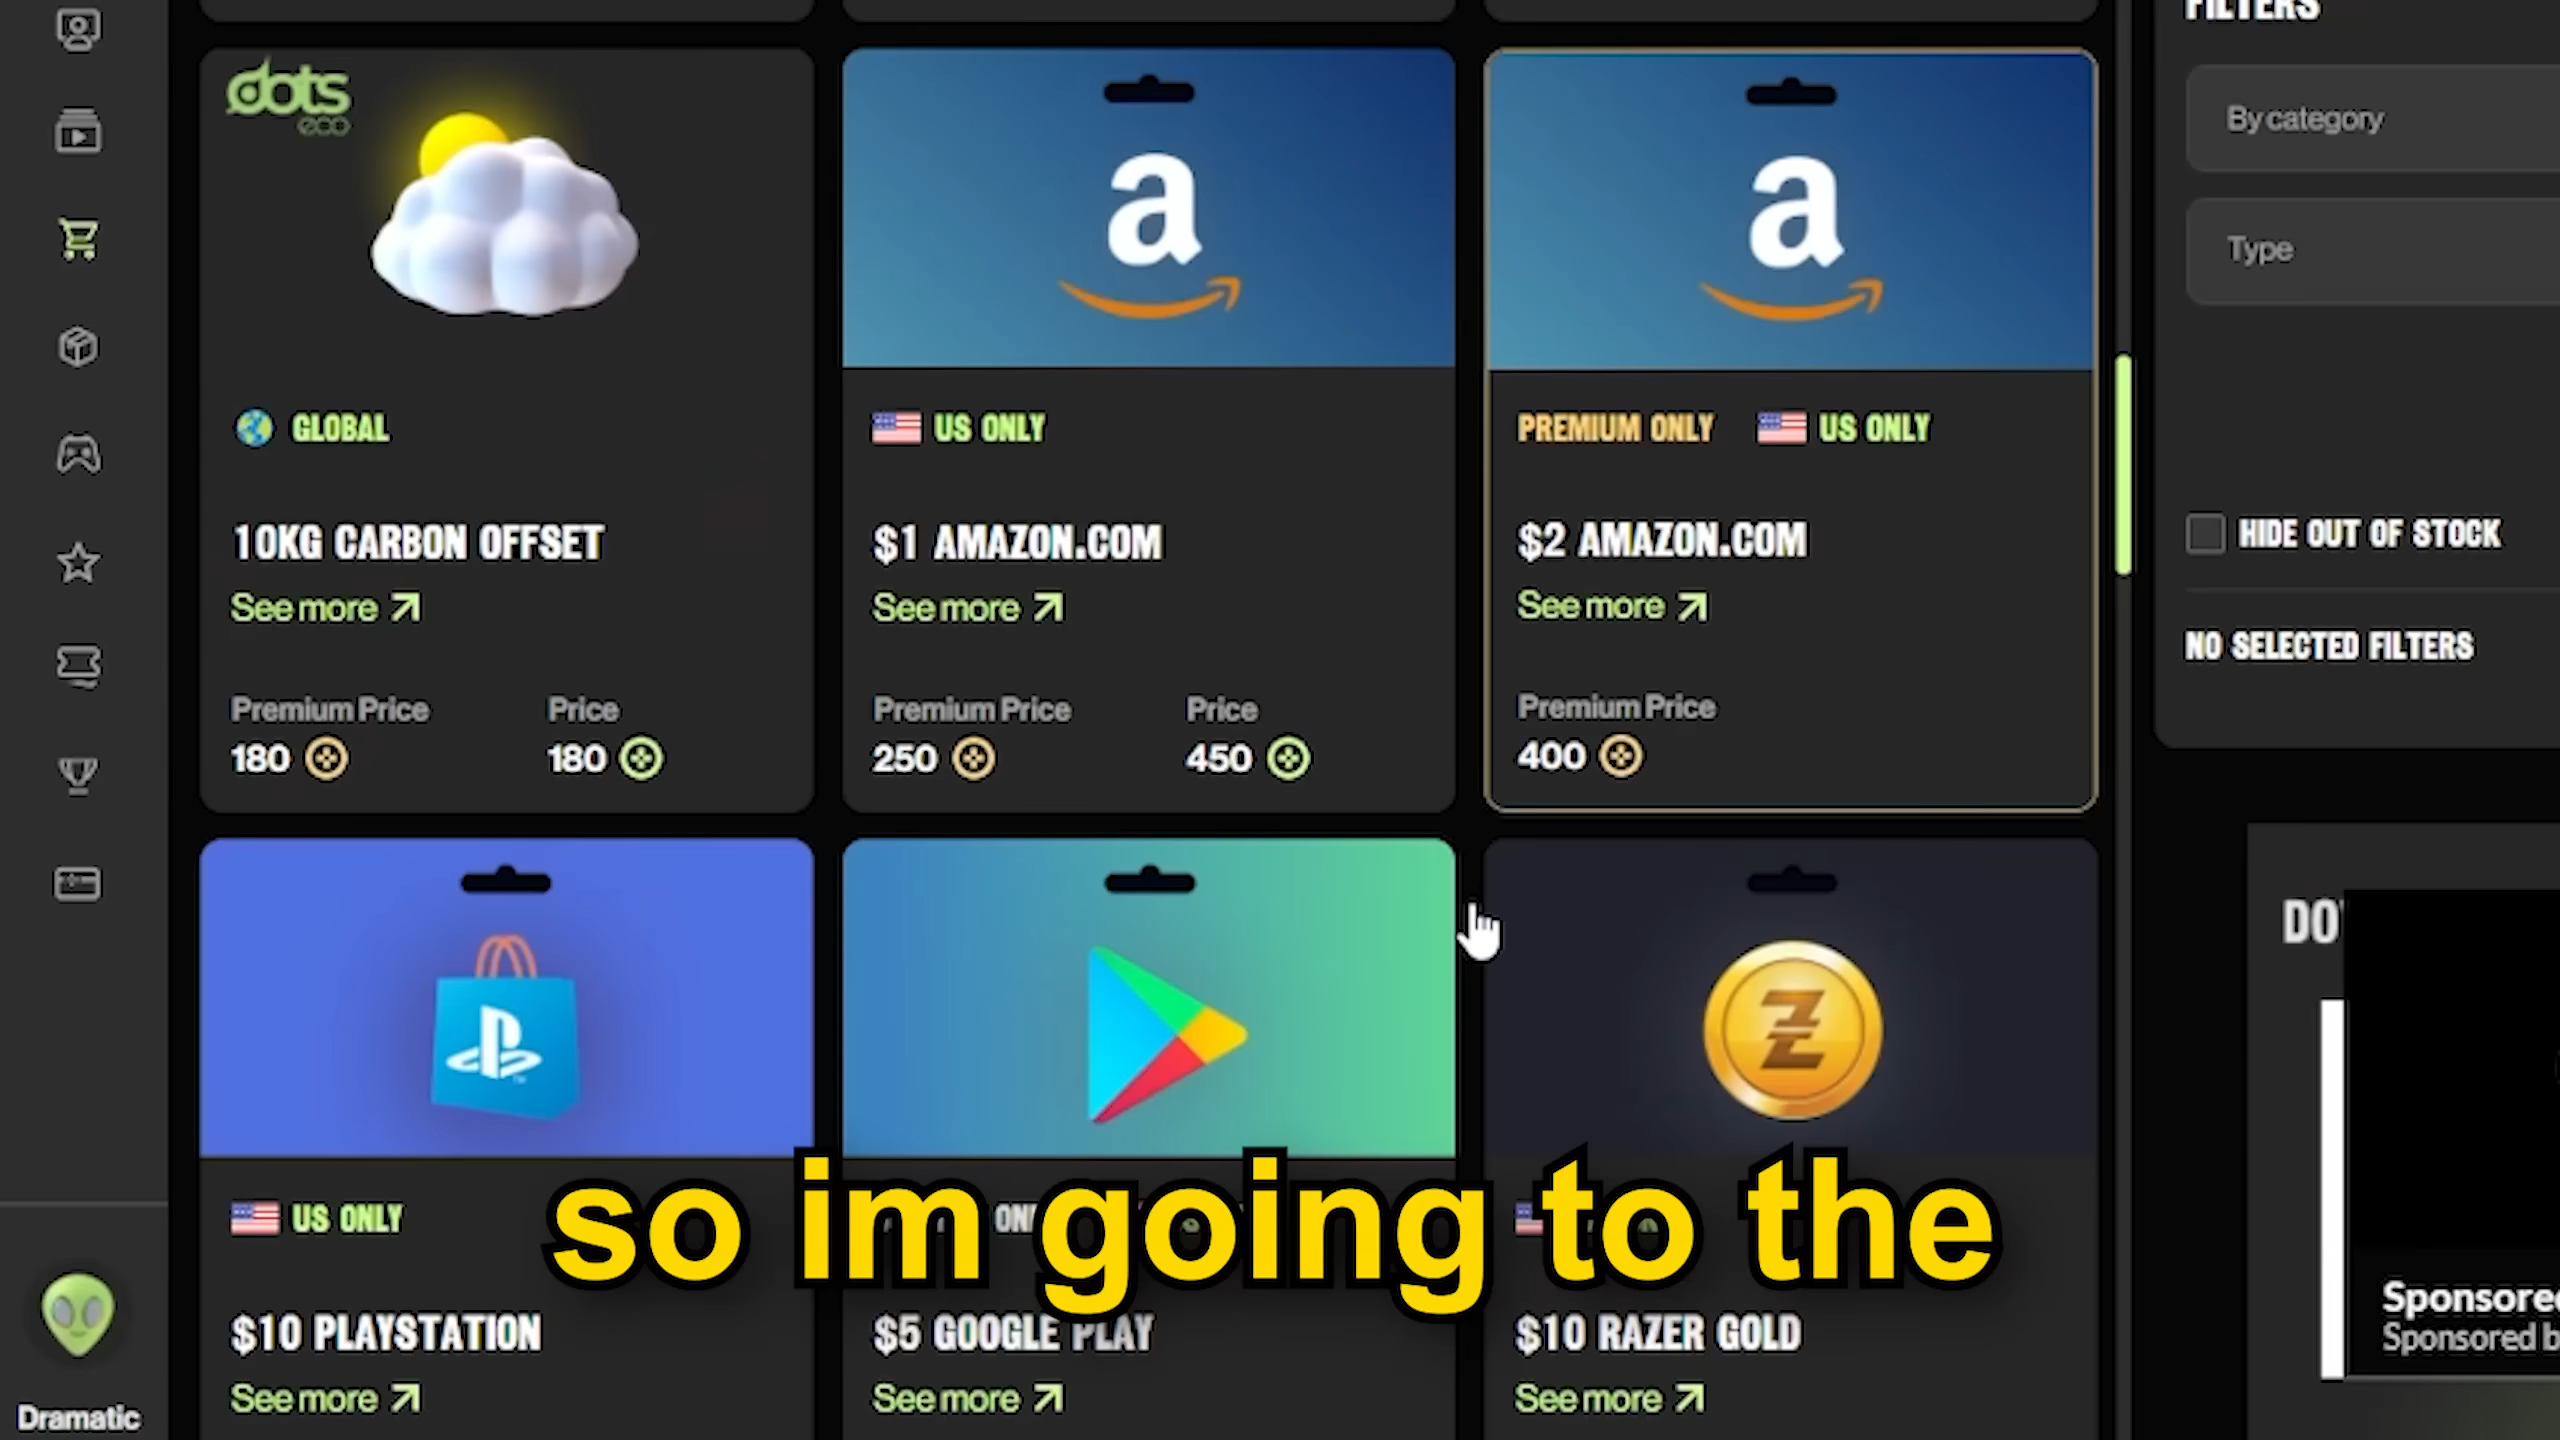 FILTERS
dots
eco
a
a
By category
Type
GLOBAL
US ONLY
PREMIUM ONLY
US ONLY
10KG CARBON OFFSET
$1 AMAZON.COM
$2 AMAZON.COM
HIDE OUT OF STOCK
See more
See more
See more
NO SELECTED FILTERS
Premium Price
Price
Premium Price
Price
Premium Price
180
180
250
450
400
US ONLY
so im going to the
$10 PLAYSTATION
$5 GOOGLE PLAY
$10 RAZER GOLD
See more
See more
See more
Dramatic